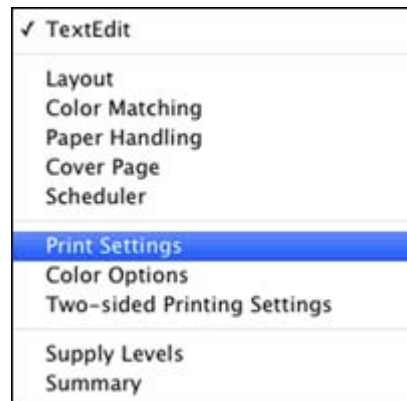 ✓ TextEdit
Layout
Color Matching
Paper Handling
Cover Page
Scheduler
Print Settings
Color Options
Two-sided Printing Settings
Supply Levels
Summary